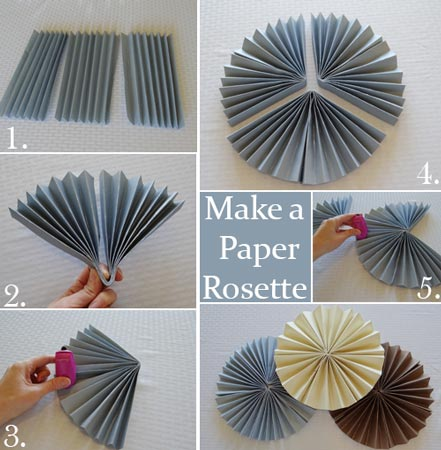 1.
2.
3.
4.
Make a
Paper
Rosette
5.